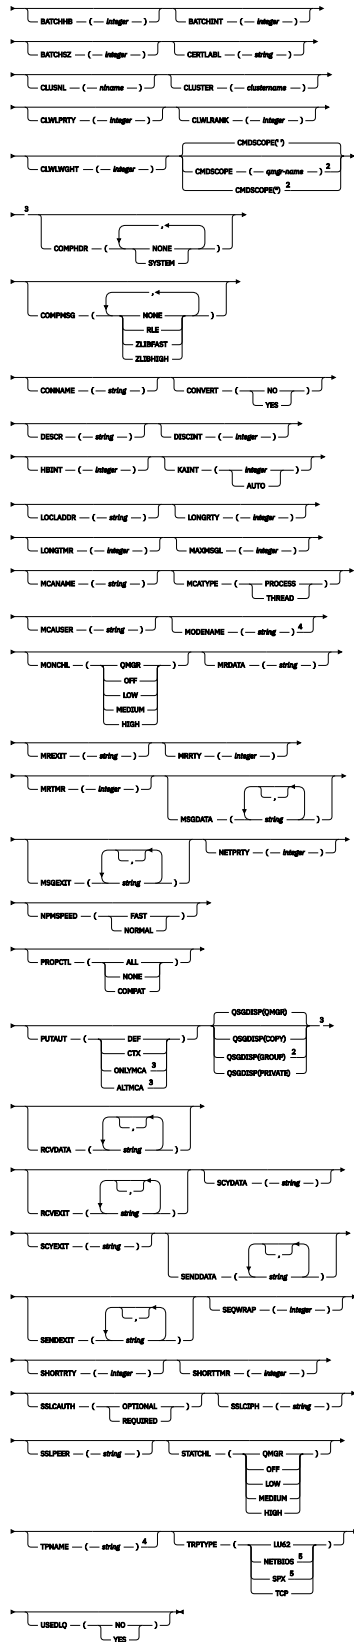 BATCHHB ( integer ) BATCHINT ( integer )
BATCHSZ ( integer ) CERTLABL ( string )
CLUSNL ( nlname ) CLUSTER ( clustername )
CLWLPRTY ( integer ) CLWLRANK ( integer )
CMDSCOPE(' ')
CLWLWGHT ( integer ) CMDSCOPE ( qmgr-name ) 2
CMDSCOPE(*) 2
3
,
COMPHDR ( NONE )
SYSTEM
,
COMPMSG ( NONE )
RLE
ZLIBFAST
ZLIBHIGH
CONNAME ( string ) CONVERT ( NO )
YES
DESCR ( string ) DISCINT ( integer )
HBINT ( integer ) KAINT ( integer )
AUTO
LOCLADDR ( string ) LONGRTY ( integer )
LONGTMR ( integer ) MAXMSGL ( integer )
MCANAME ( string ) MCATYPE ( PROCESS )
THREAD
MCAUSER ( string ) MODENAME ( string ) 4
MONCHL ( QMGR ) MRDATA ( string )
OFF
LOW
MEDIUM
HIGH
MREXIT ( string ) MRRTY ( integer )
MRTMR ( integer ) ,
MSGDATA ( string )
, NETPRTY ( integer )
MSGEXIT ( string )
NPMSPEED ( FAST )
NORMAL
PROPCTL ( ALL )
NONE
COMPAT
QSGDISP(QMGR) 3
PUTAUT ( DEF ) QSGDISP(COPY)
CTX QSGDISP(GROUP) 2
ONLYMCA 3 QSGDISP(PRIVATE)
ALTMCA 3
,
RCVDATA ( string )
, SCYDATA ( string )
RCVEXIT ( string )
SCYEXIT ( string ) ,
SENDDATA ( string )
, SEQWRAP ( integer )
SENDEXIT ( string )
SHORTRTY ( integer ) SHORTTMR ( integer )
SSLCAUTH ( OPTIONAL ) SSLCIPH ( string )
REQUIRED
SSLPEER ( string ) STATCHL ( QMGR )
OFF
LOW
MEDIUM
HIGH
TPNAME ( string ) 4 TRPTYPE ( LU62 )
NETBIOS 5
SPX 5
TCP
USEDLQ ( NO )
YES